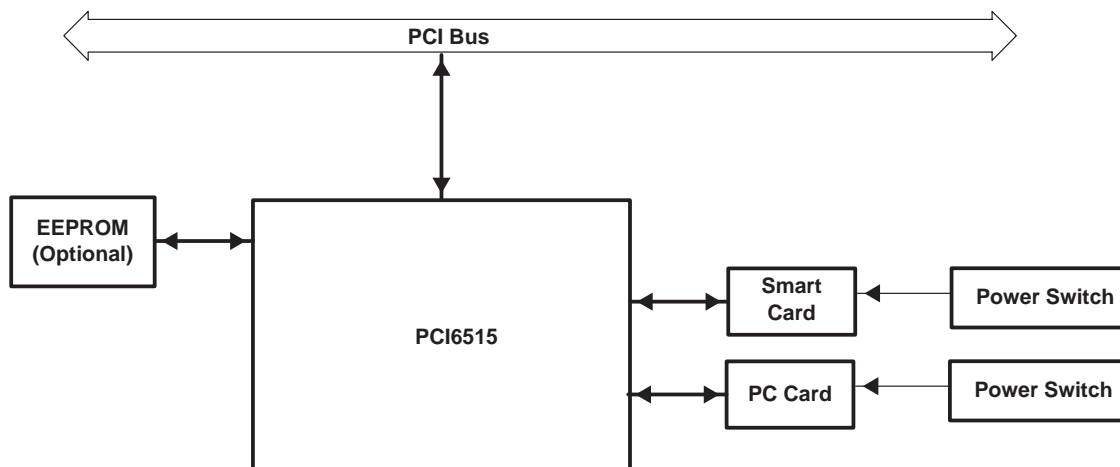 PCI Bus
EEPROM
(Optional)
Smart
Card
Power Switch
PCI6515
PC Card
Power Switch